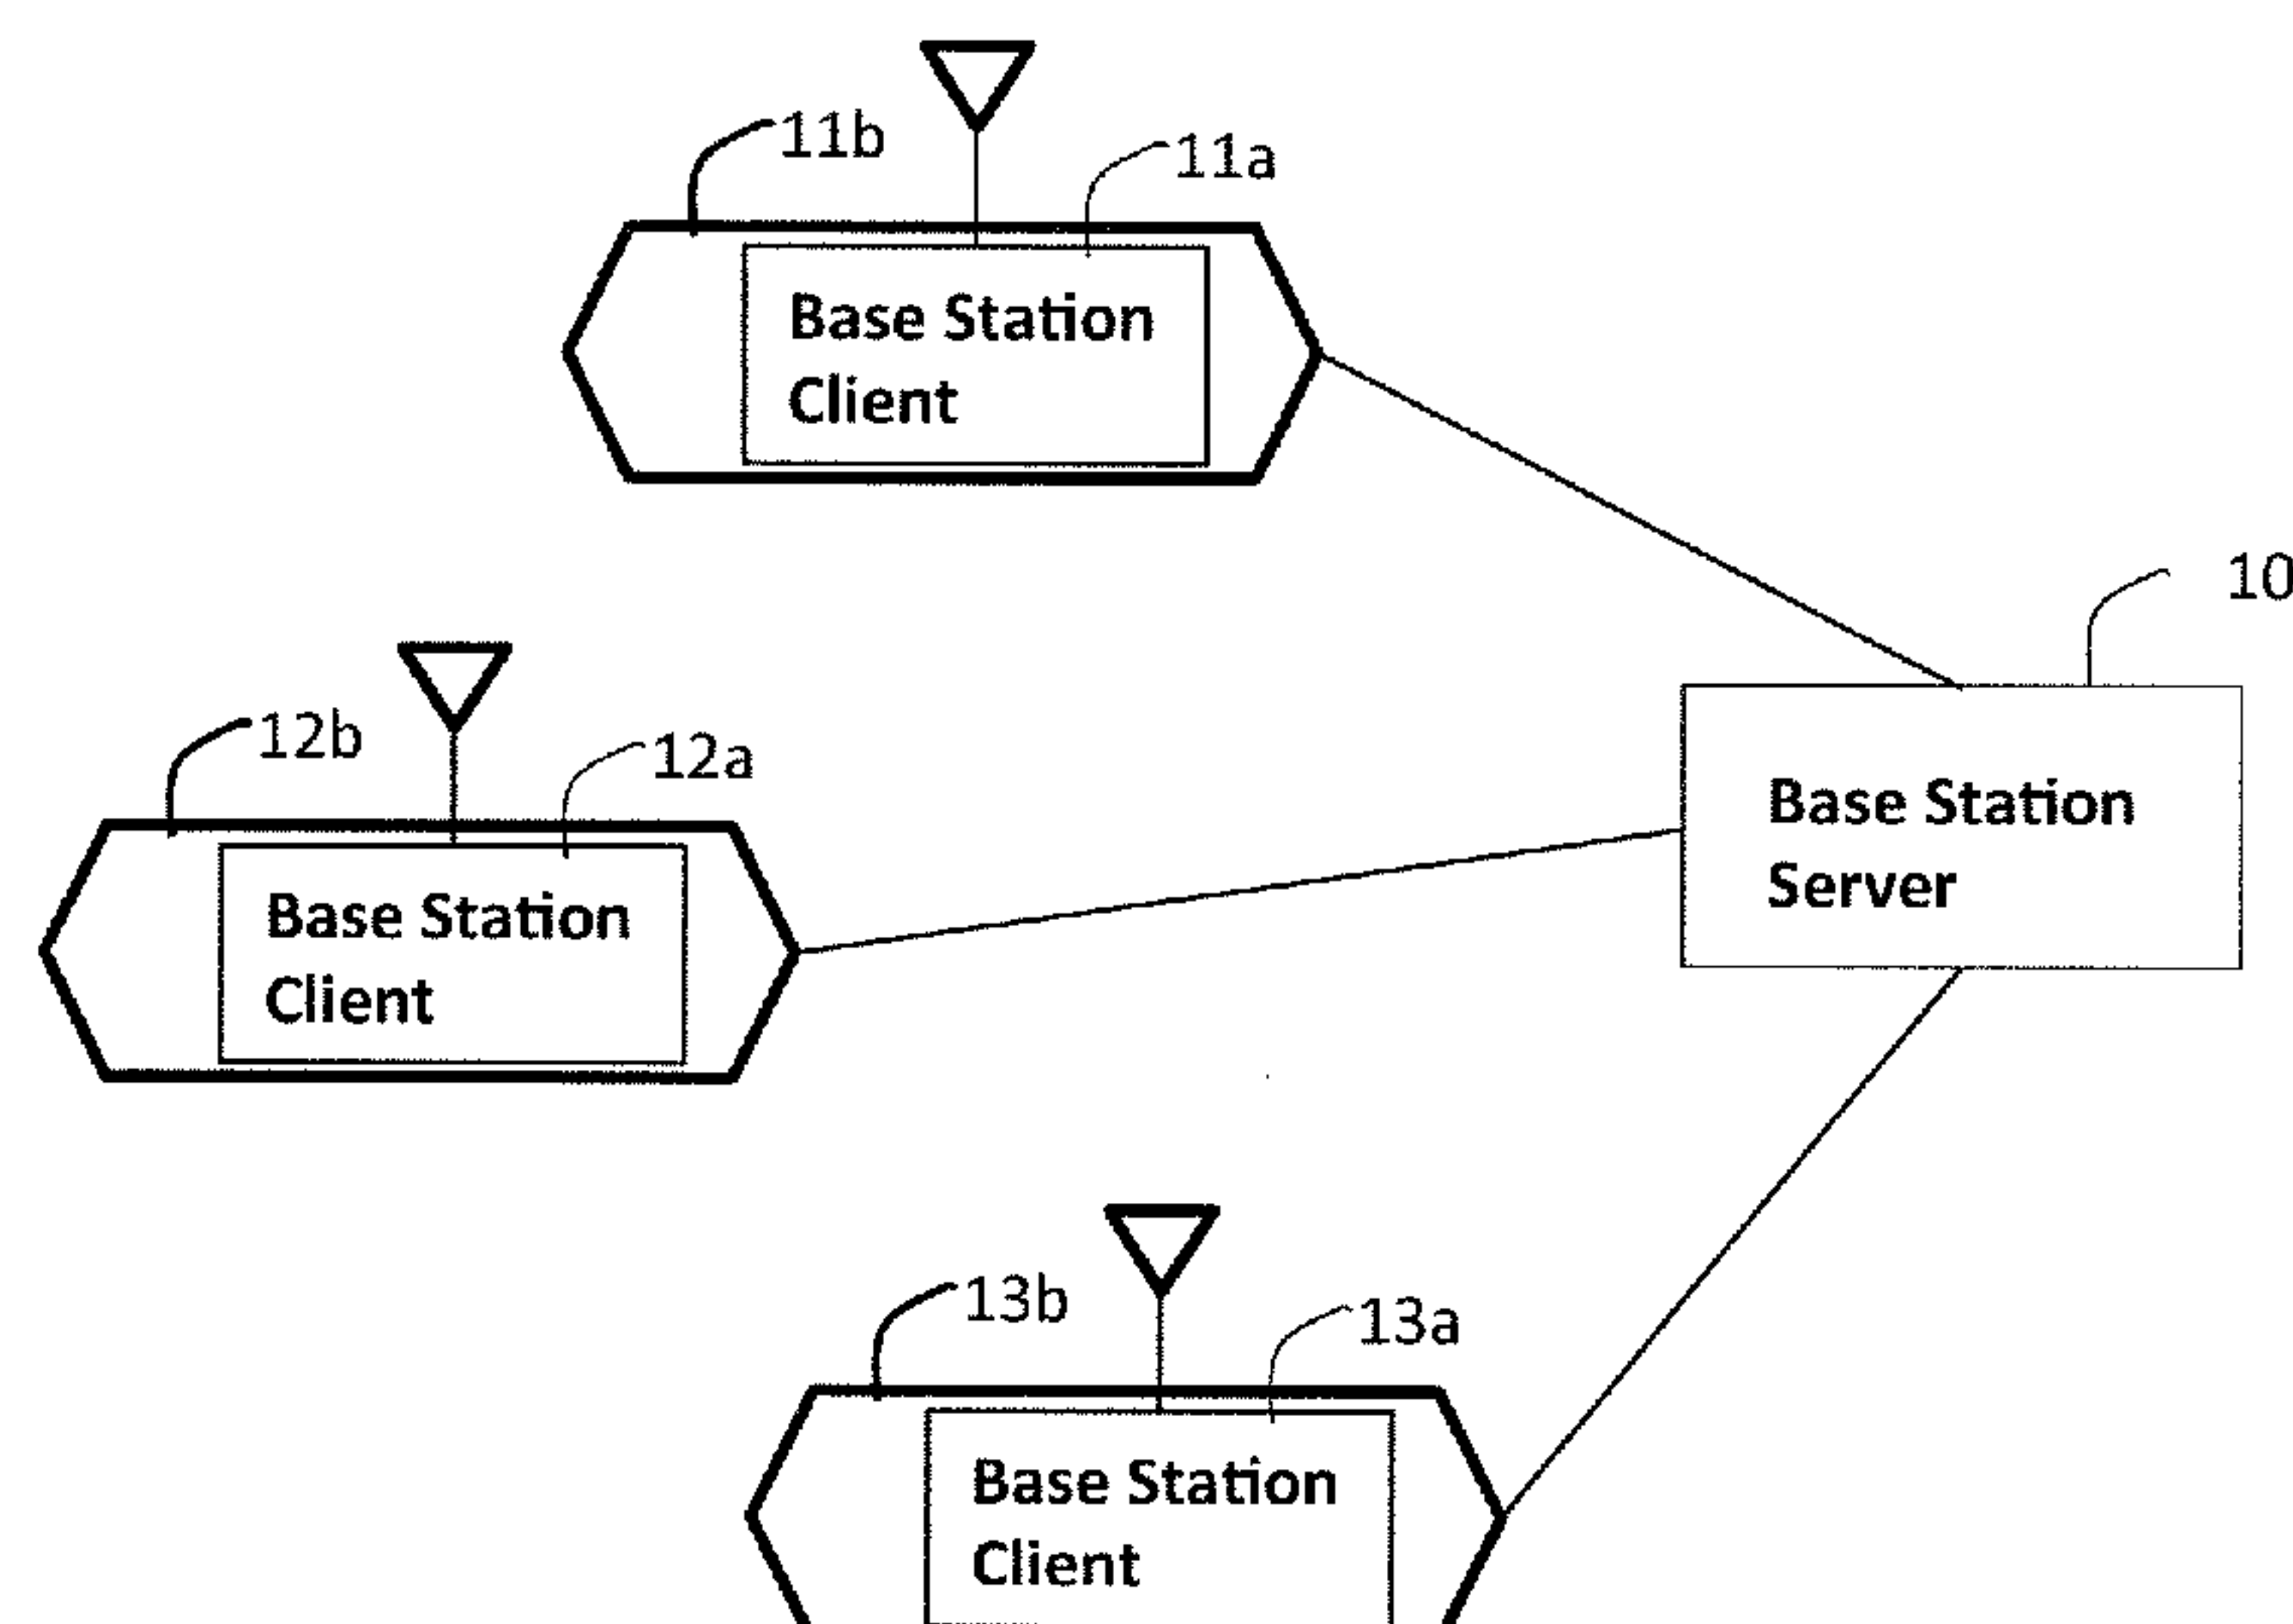 11b
11a
Base Station
Client
10
12b
12a
Base Station
Client
Base Station
Server
13b
13a
Base Station
Client